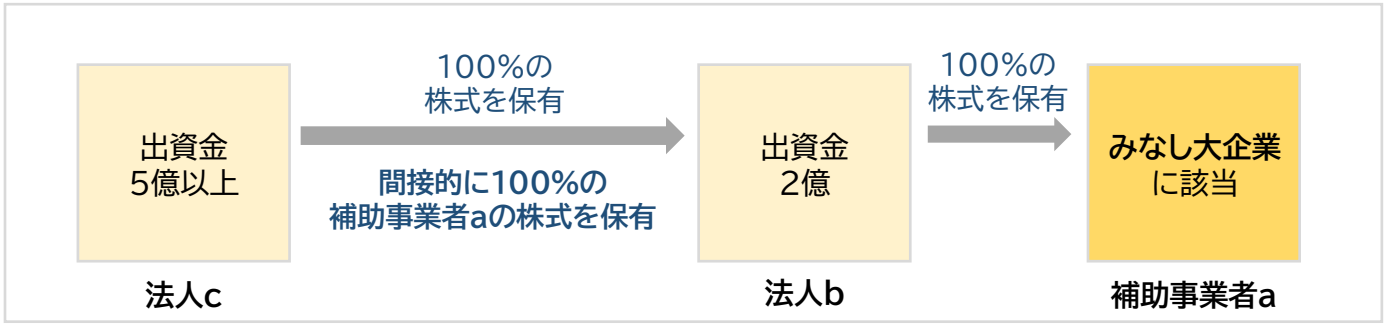 出資金
5億以上
法人c
100%の
株式を保有
間接的に100%の
補助事業者aの株式を保有
出資金
2億
法人b
100%の
株式を保有
みなし大企業
に該当
補助事業者a